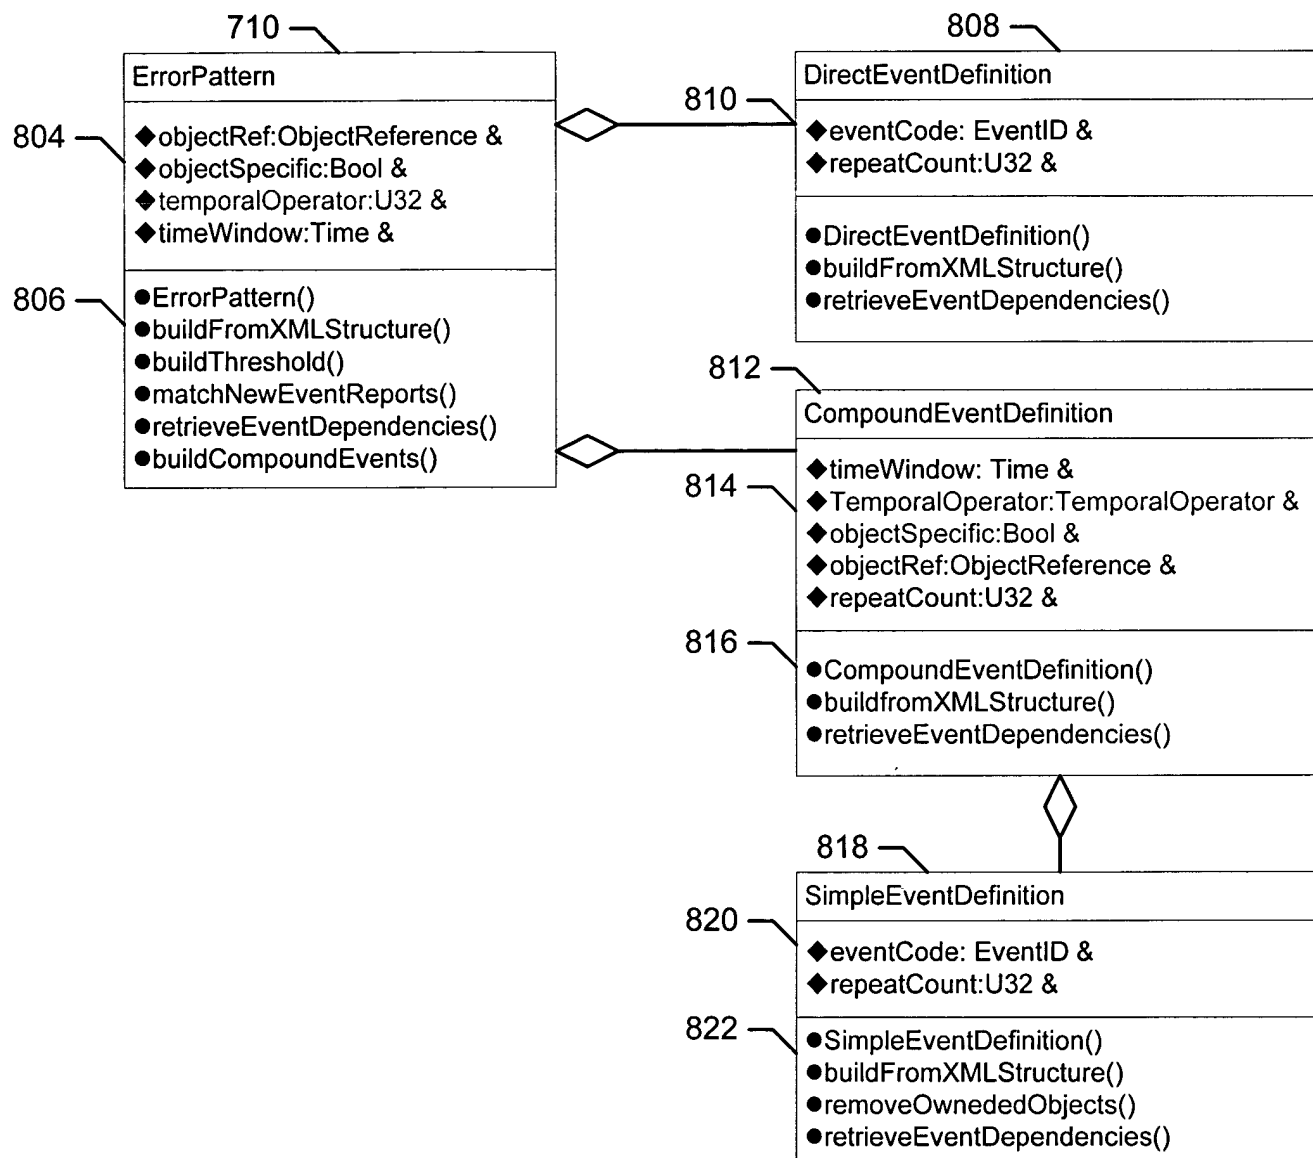 710
ErrorPattern
804
objectRef:ObjectReference &
objectSpecific:Bool &
temporalOperator:U32 &
timeWindow:Time &
806
ErrorPattern()
buildFromXMLStructure()
buildThreshold()
matchNewEventReports()
retrieveEventDependencies()
buildCompoundEvents()
808
DirectEventDefinition
810
eventCode: EventID &
repeatCount:U32 &
DirectEventDefinition()
buildFromXMLStructure()
retrieveEventDependencies()
812
CompoundEventDefinition
814
timeWindow: Time &
TemporalOperator:TemporalOperator &
objectSpecific:Bool &
objectRef:ObjectReference &
repeatCount:U32 &
816
CompoundEventDefinition()
buildfromXMLStructure()
retrieveEventDependencies()
818
SimpleEventDefinition
820
eventCode: EventID &
repeatCount:U32 &
822
SimpleEventDefinition()
buildFromXMLStructure()
removeOwnededObjects()
retrieveEventDependencies()